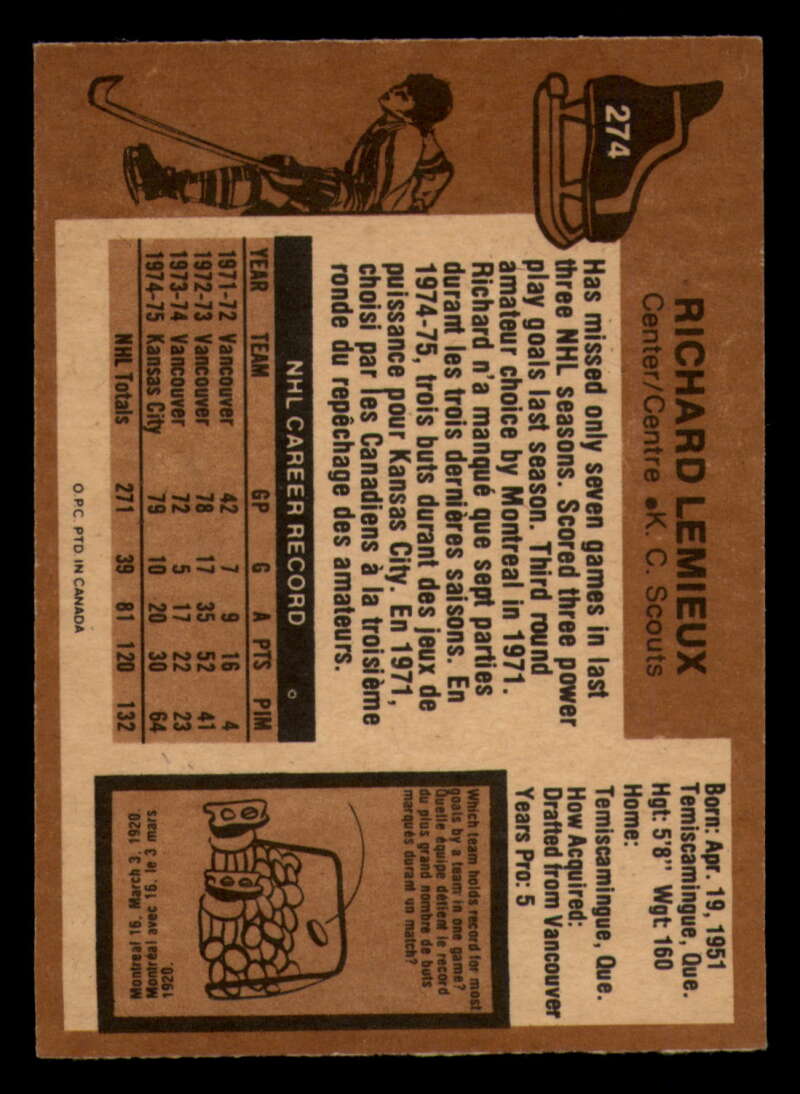 274
RICHARD LEMIEUX
Center/Centre • K. C. Scouts
Has missed only seven games in last
three NHL seasons. Scored three power
play goals last season. Third round
amateur choice by Montreal in 1971.
Richard n'a manqué que sept parties
durant les trois dernières saisons. En
1974-75, trois buts durant des jeux de
puissance pour Kansas City. En 1971,
choisi par les Canadiens à la troisième
ronde du repêchage des amateurs.
NHL CAREER RECORD
YEAR TEAM GP G A PTS PIM
1971-72 Vancouver 42 7 9 16 4
1972-73 Vancouver 78 17 35 52 41
1973-74 Vancouver 72 5 17 22 23
1974-75 Kansas City 79 10 20 30 64
NHL Totals 271 39 81 120 132
O.P.C. PTD IN CANADA
Born: Apr. 19, 1951
Temiscamingue, Que.
Hgt: 5'8" Wgt: 160
Home:
Temiscamingue, Que.
How Acquired:
Drafted from Vancouver
Years Pro: 5
Which team holds record for most
goals by a team in one game?
Quelle équipe détient le record
du plus grand nombre de buts
marqués durant un match?
Montreal avec 16, le 3 mars
1920.
Montreal 16, March 3, 1920.